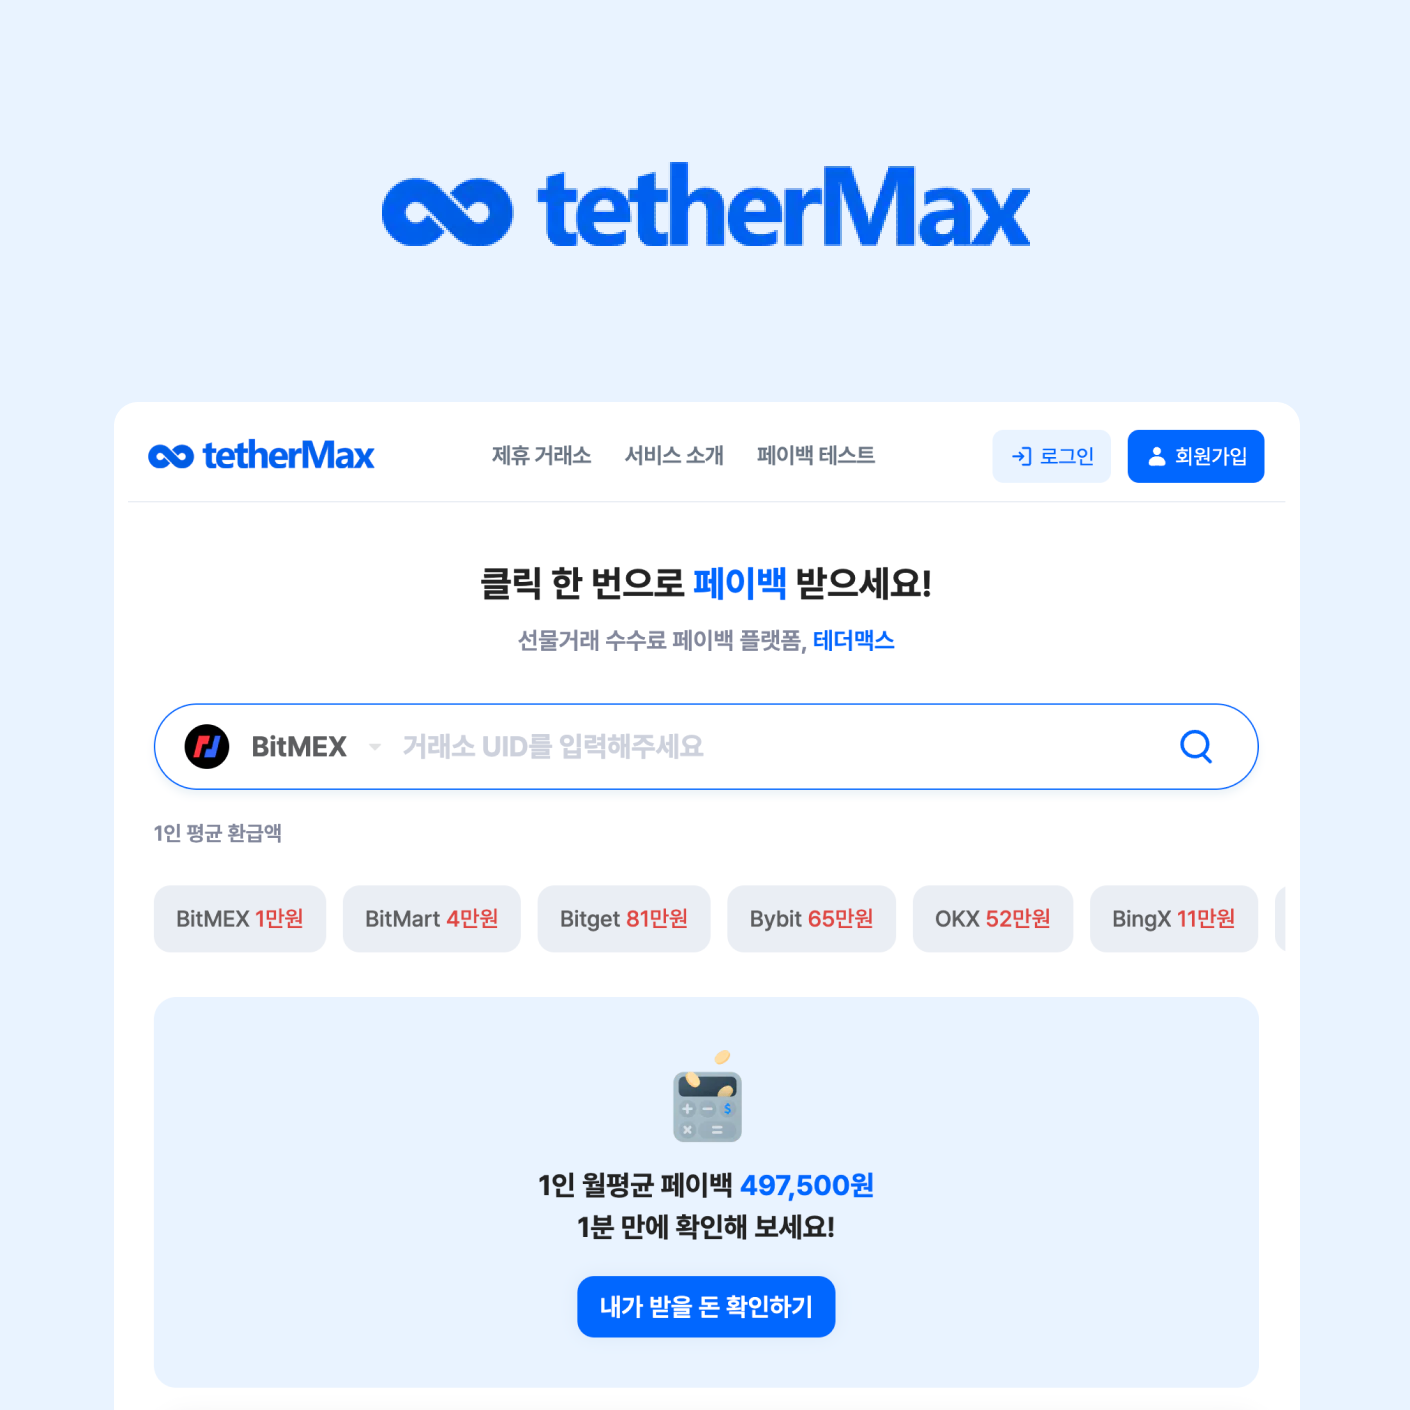 tetherMax
tetherMax 제휴 거래소 서비스 소개 페이백 테스트 로그인 회원가입
클릭 한 번으로 페이백 받으세요!
선물거래 수수료 페이백 플랫폼, 테더맥스
BitMEX 거래소 UID를 입력해주세요
1인 평균 환급액
BitMEX 1만원 BitMart 4만원 Bitget 81만원 Bybit 65만원 OKX 52만원 BingX 11만원
1인 월평균 페이백 497,500원
1분 만에 확인해 보세요!
내가 받을 돈 확인하기